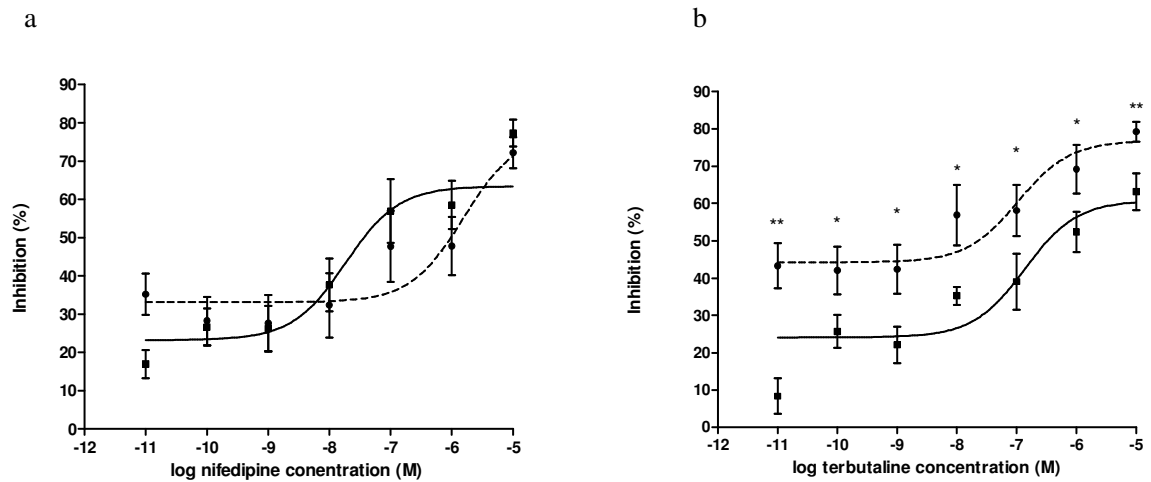 a
90
80
70
60
50
40
30
20
10
0
Inhibition (%)
-12 -11 -10 -9 -8 -7 -6 -5
log nifedipine conentration (M)
b
90
80
70
60
50
40
30
20
10
0
Inhibition (%)
** * * * * * **
-12 -11 -10 -9 -8 -7 -6 -5
log terbutaline concentration (M)